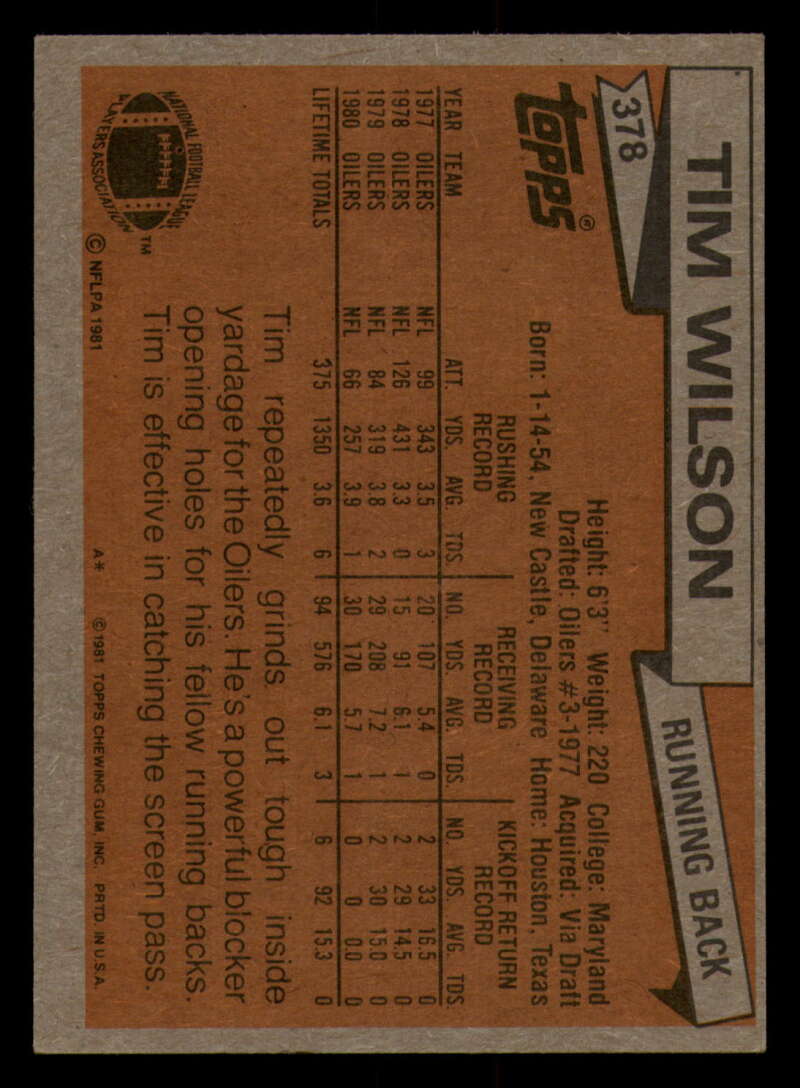 378
TIM WILSON
RUNNING BACK
TOPPS®
Height: 6'3" Weight: 220 College: Maryland
Drafted: Oilers #3-1977 Acquired: Via Draft
Born: 1-14-54, New Castle, Delaware Home: Houston, Texas
RUSHING RECORD RECEIVING RECORD KICKOFF RETURN RECORD
YEAR TEAM ATT. YDS. AVG. TDS. NO. YDS. AVG. TDS. NO. YDS. AVG. TDS.
1977 OILERS NFL 99 343 3.5 3 20 107 5.4 0 2 33 16.5 0
1978 OILERS NFL 126 431 3.3 0 15 91 6.1 1 2 29 14.5 0
1979 OILERS NFL 84 319 3.8 2 29 208 7.2 1 2 30 15.0 0
1980 OILERS NFL 66 257 3.9 1 30 170 5.7 1 0 0 0.0 0
LIFETIME TOTALS 375 1350 3.6 6 94 576 6.1 3 6 92 15.3 0
Tim repeatedly grinds out tough inside
yardage for the Oilers. He's a powerful blocker
opening holes for his fellow running backs.
Tim is effective in catching the screen pass.
NATIONAL FOOTBALL LEAGUE
PLAYERS ASSOCIATION
TM
© NFLPA 1981
A* ©1981 TOPPS CHEWING GUM, INC. PRTD. IN U.S.A.